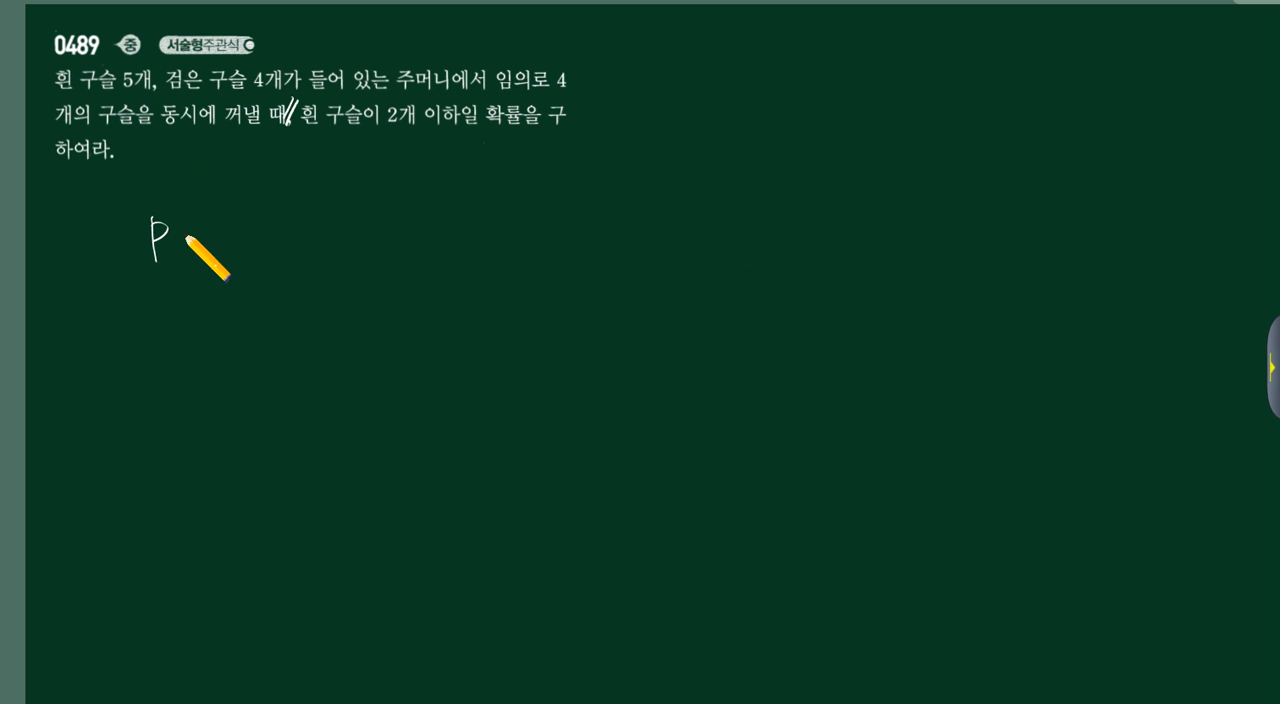 0489 중 서술형주관식
흰 구슬 5개, 검은 구슬 4개가 들어 있는 주머니에서 임의로 4
개의 구슬을 동시에 꺼낼 때, 흰 구슬이 2개 이하일 확률을 구
하여라.
P